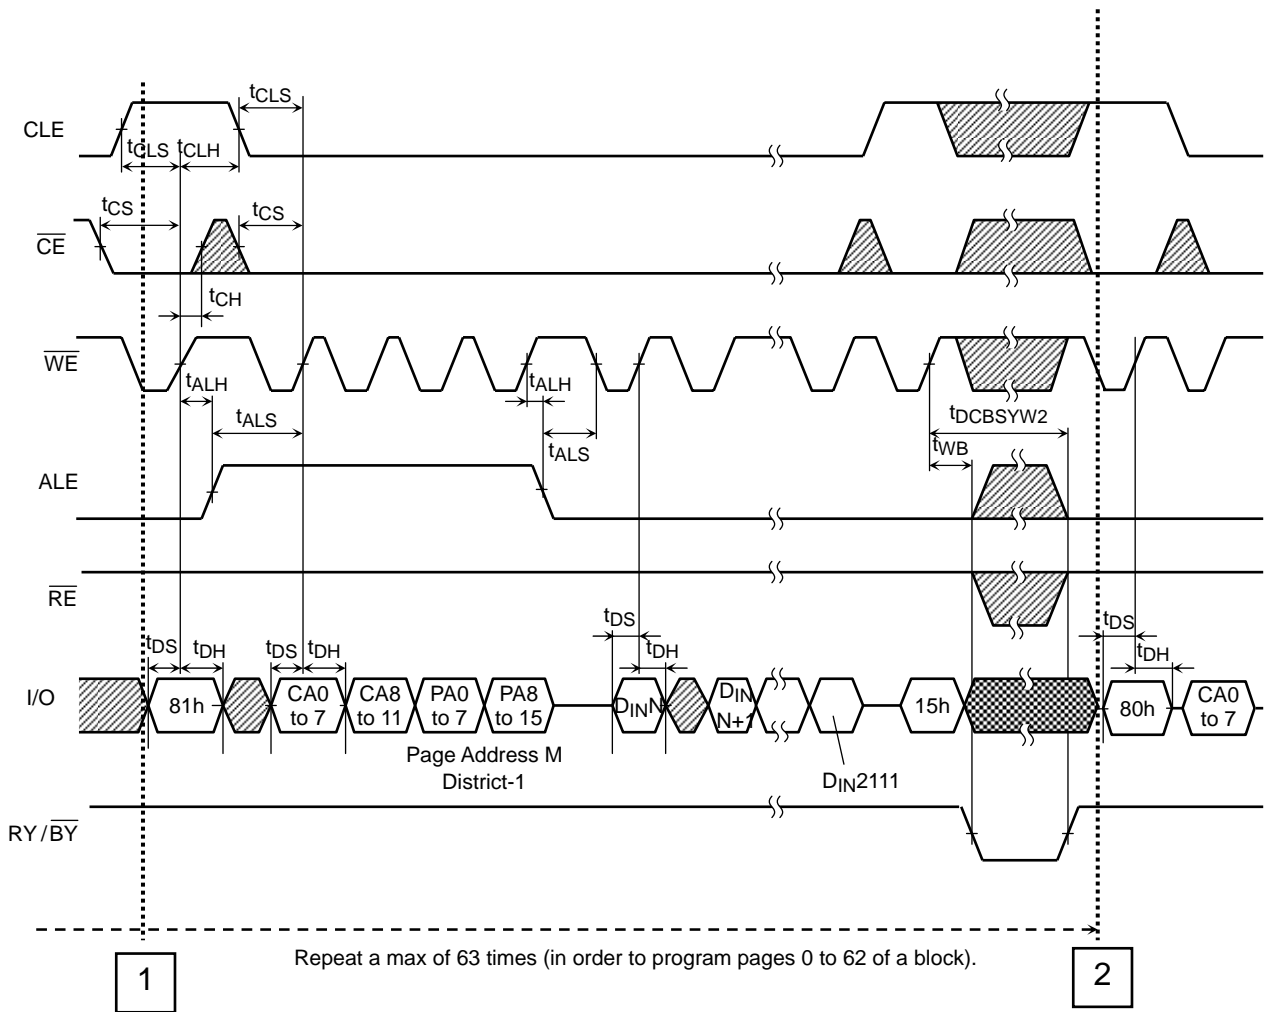 CLE
tCLS
tCLS
tCLH
CE
tCS
tCS
tCH
WE
tALH
tALS
tALH
tALS
tDCBSYW2
tWB
ALE
RE
tDS
tDH
tDS
tDH
tDS
tDH
tDS
tDH
I/O
81h
CA0
to 7
CA8
to 11
PA0
to 7
PA8
to 15
DINN
DIN
N+1
15h
80h
CA0
to 7
Page Address M
District-1
DIN2111
RY/BY
Repeat a max of 63 times (in order to program pages 0 to 62 of a block).
1
2